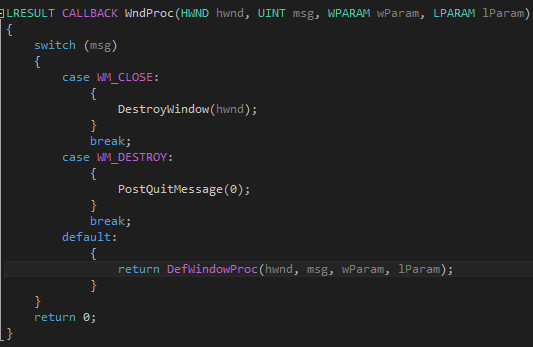 LRESULT CALLBACK WndProc(HWND hwnd, UINT msg, WPARAM wParam, LPARAM lParam)
{
    switch (msg)
    {
        case WM_CLOSE:
            {
                DestroyWindow(hwnd);
            }
            break;
        case WM_DESTROY:
            {
                PostQuitMessage(0);
            }
            break;
        default:
            {
                return DefWindowProc(hwnd, msg, wParam, lParam);
            }
    }
    return 0;
}